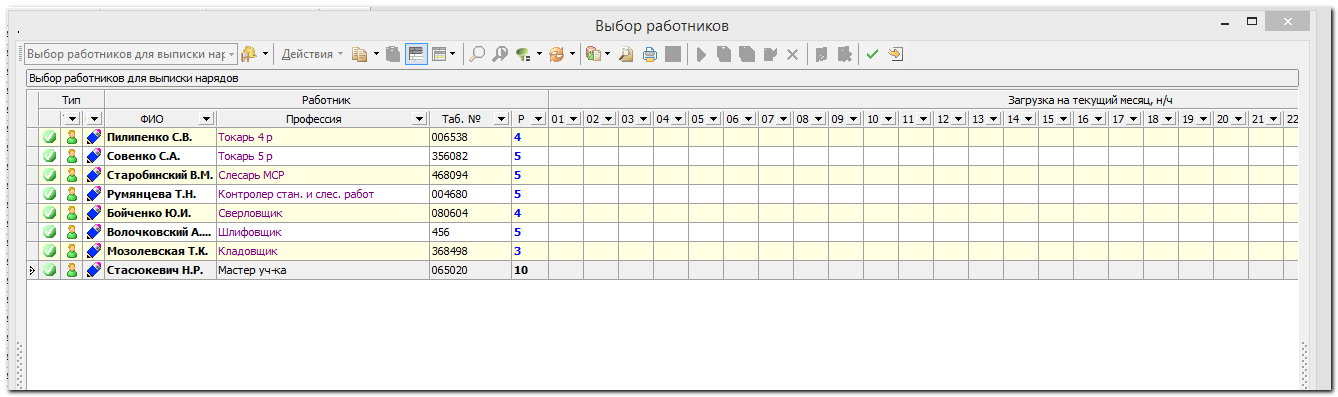 Выбор работников
Выбор работников для выписки нар
Действия
Выбор работников для выписки нарядов
Тип Работник Загрузка на текущий месяц, н/ч
ФИО Профессия Таб. № Р 01 02 03 04 05 06 07 08 09 10 11 12 13 14 15 16 17 18 19 20 21 22
Пилипенко С.В. Токарь 4 р 006538 4
Совенко С.А. Токарь 5 р 356082 5
Старобинский В.М. Слесарь МСР 468094 5
Румянцева Т.Н. Контролер стан. и слес. работ 004680 5
Бойченко Ю.И. Сверловщик 080604 4
Волочковский А.... Шлифовщик 456 5
Мозолевская Т.К. Кладовщик 368498 3
Стасюкевич Н.Р. Мастер уч-ка 065020 10